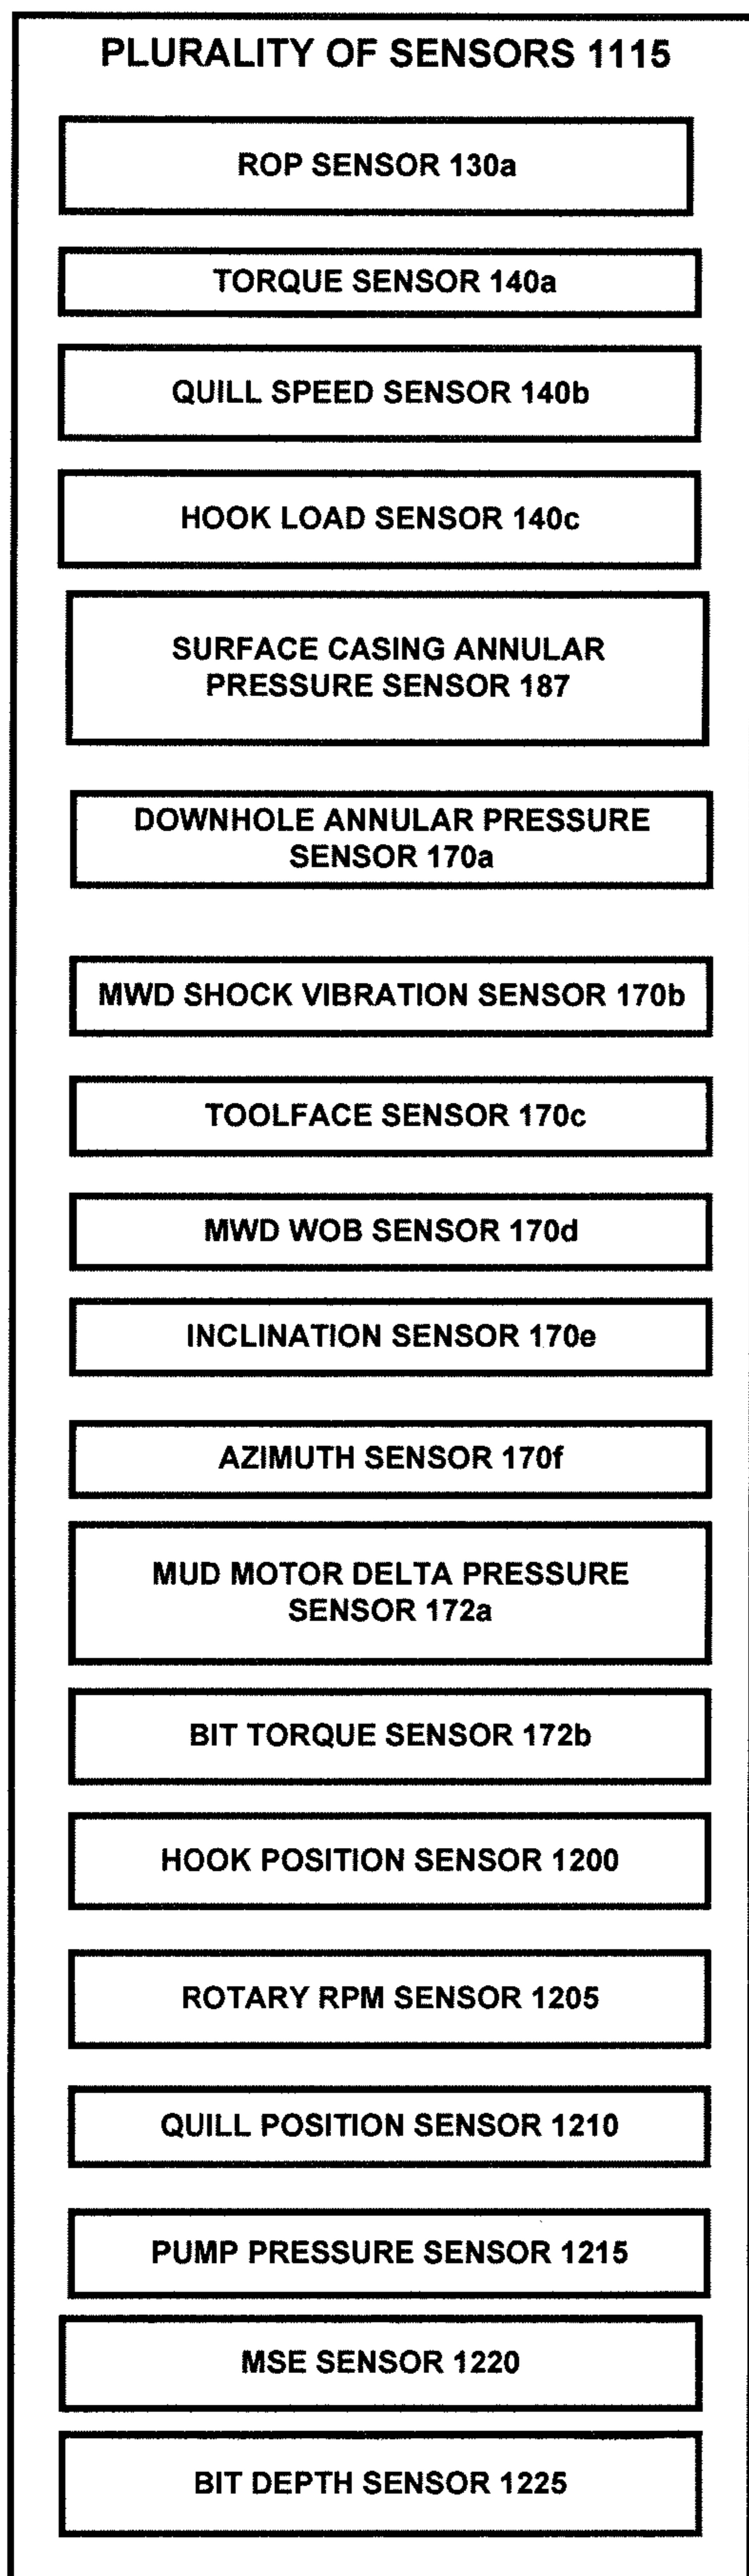 PLURALITY OF SENSORS 1115
ROP SENSOR 130a
TORQUE SENSOR 140a
QUILL SPEED SENSOR 140b
HOOK LOAD SENSOR 140c
SURFACE CASING ANNULAR
PRESSURE SENSOR 187
DOWNHOLE ANNULAR PRESSURE
SENSOR 170a
MWD SHOCK VIBRATION SENSOR 170b
TOOLFACE SENSOR 170c
MWD WOB SENSOR 170d
INCLINATION SENSOR 170e
AZIMUTH SENSOR 170f
MUD MOTOR DELTA PRESSURE
SENSOR 172a
BIT TORQUE SENSOR 172b
HOOK POSITION SENSOR 1200
ROTARY RPM SENSOR 1205
QUILL POSITION SENSOR 1210
PUMP PRESSURE SENSOR 1215
MSE SENSOR 1220
BIT DEPTH SENSOR 1225